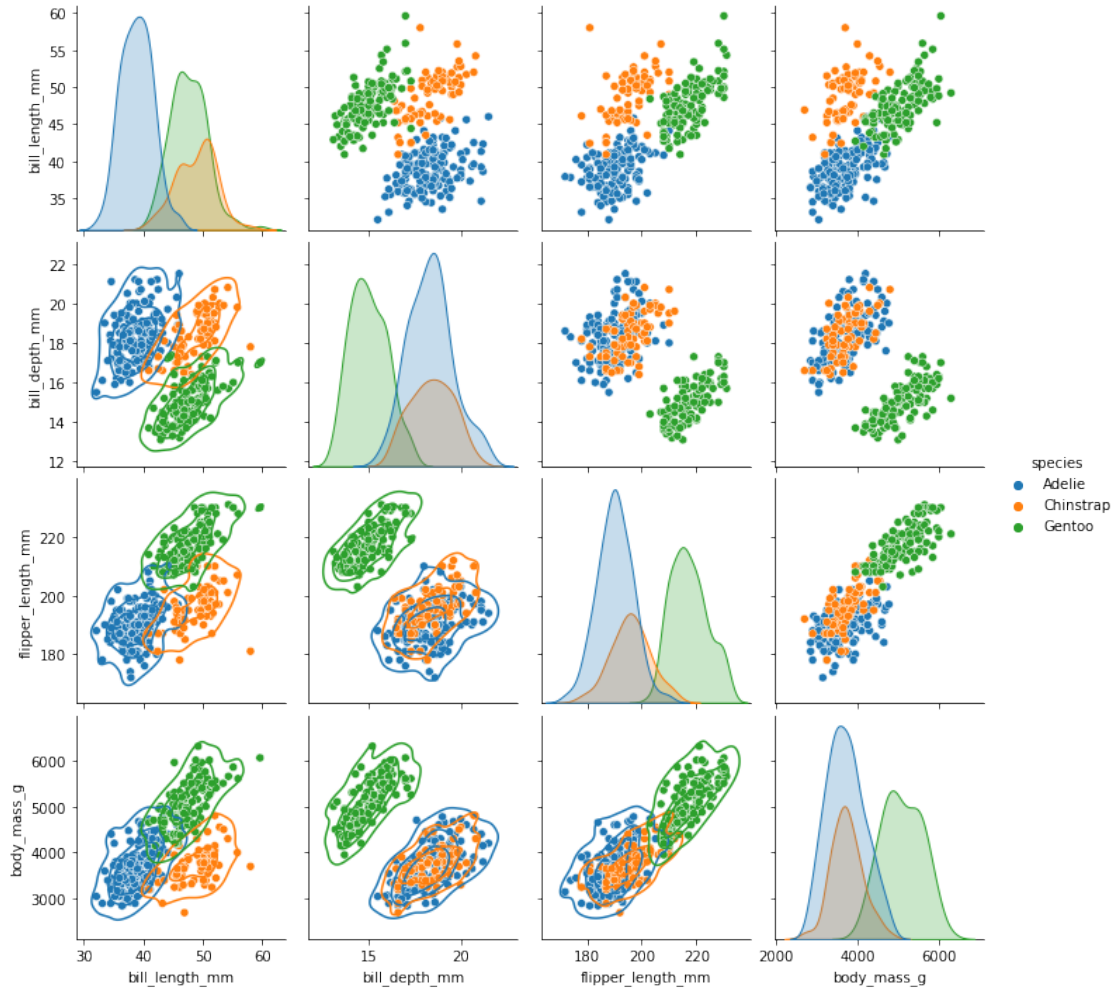 60
55
50
45
40
35
bill_length_mm
22
20
18
16
14
12
bill_depth_mm
species
Adelie
Chinstrap
Gentoo
220
200
180
flipper_length_mm
6000
5000
4000
3000
body_mass_g
30 40 50 60
15 20
180 200 220
2000 4000 6000
bill_length_mm
bill_depth_mm
flipper_length_mm
body_mass_g